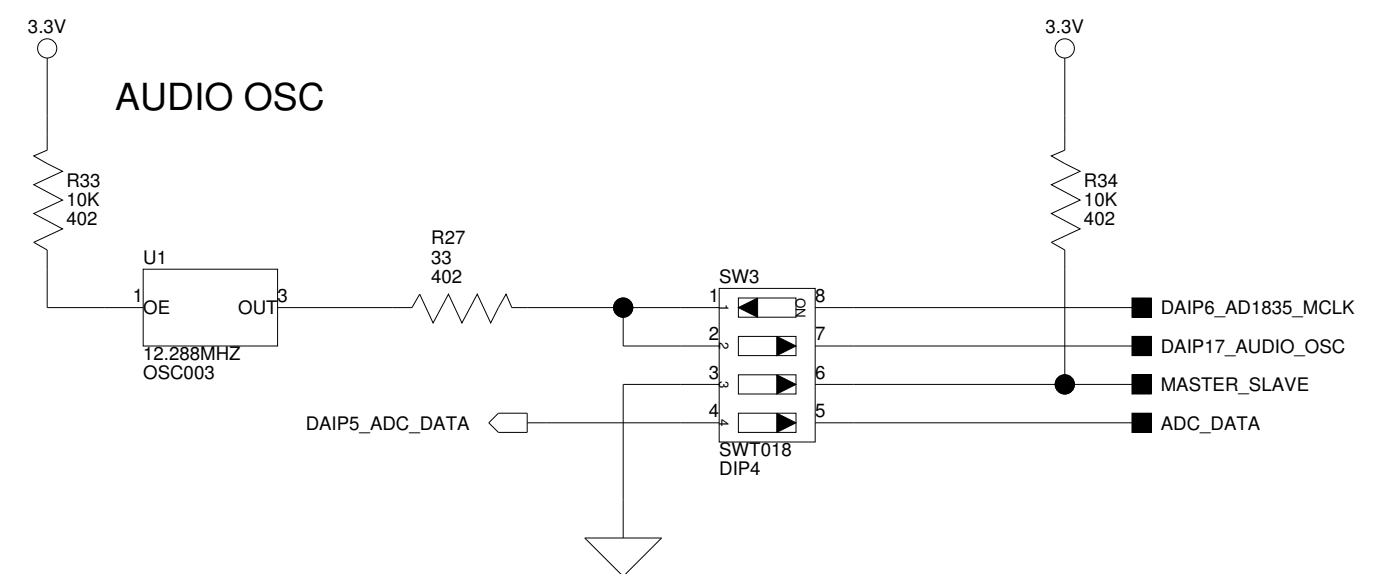 3.3V
3.3V
AUDIO OSC
R33
10K
402
R34
10K
402
R27
33
402
U1
1
OE
OUT
3
12.288MHZ
OSC003
SW3
1
1
ON
8
DAIP6_AD1835_MCLK
2
2
7
DAIP17_AUDIO_OSC
3
3
6
MASTER_SLAVE
DAIP5_ADC_DATA
4
4
5
ADC_DATA
SWT018
DIP4